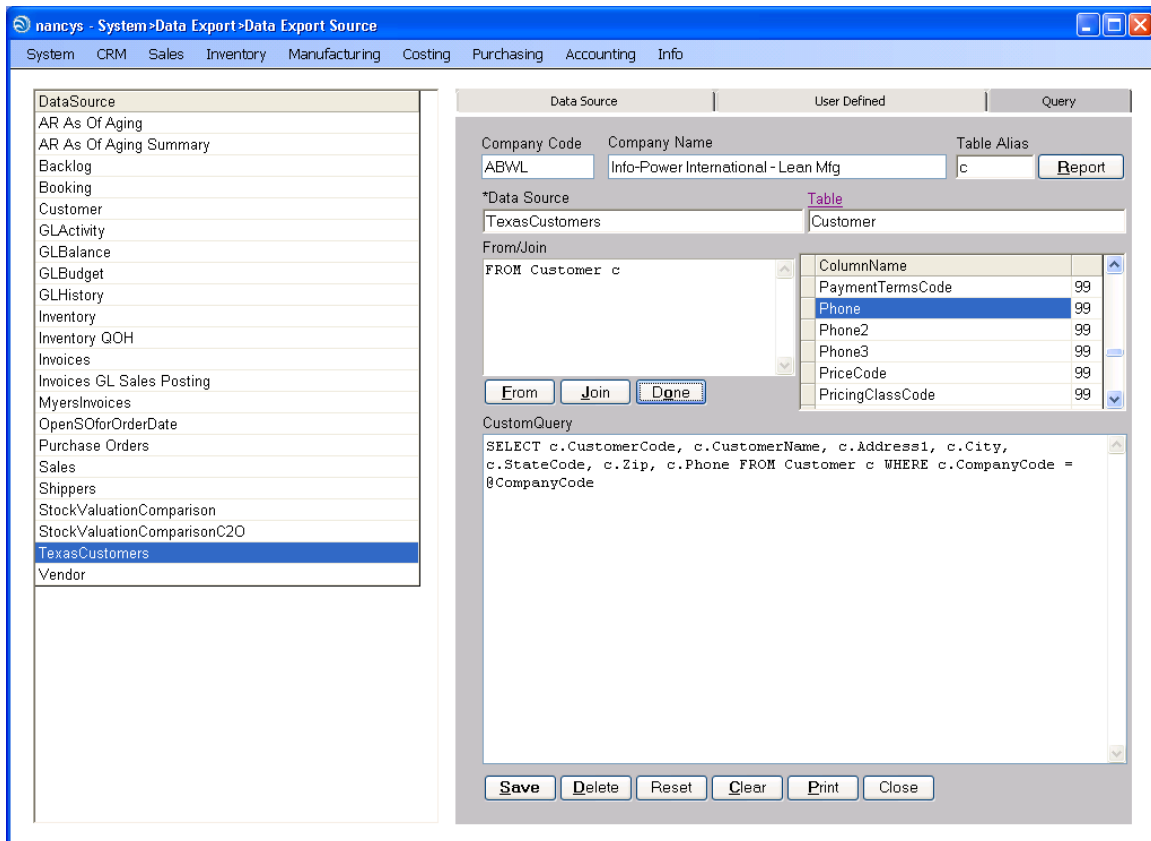 nancys - System>Data Export>Data Export Source
System CRM Sales Inventory Manufacturing Costing Purchasing Accounting Info
DataSource
AR As Of Aging
AR As Of Aging Summary
Backlog
Booking
Customer
GLActivity
GLBalance
GLBudget
GLHistory
Inventory
Inventory QOH
Invoices
Invoices GL Sales Posting
MyersInvoices
OpenSOforOrderDate
Purchase Orders
Sales
Shippers
StockValuationComparison
StockValuationComparisonC2O
TexasCustomers
Vendor
Data Source User Defined Query
Company Code Company Name Table Alias
ABWL Info-Power International - Lean Mfg c Report
*Data Source Table
TexasCustomers Customer
From/Join
FROM Customer c
ColumnName
PaymentTermsCode 99
Phone 99
Phone2 99
Phone3 99
PriceCode 99
PricingClassCode 99
From Join Done
CustomQuery
SELECT c.CustomerCode, c.CustomerName, c.Address1, c.City,
c.StateCode, c.Zip, c.Phone FROM Customer c WHERE c.CompanyCode =
@CompanyCode
Save Delete Reset Clear Print Close